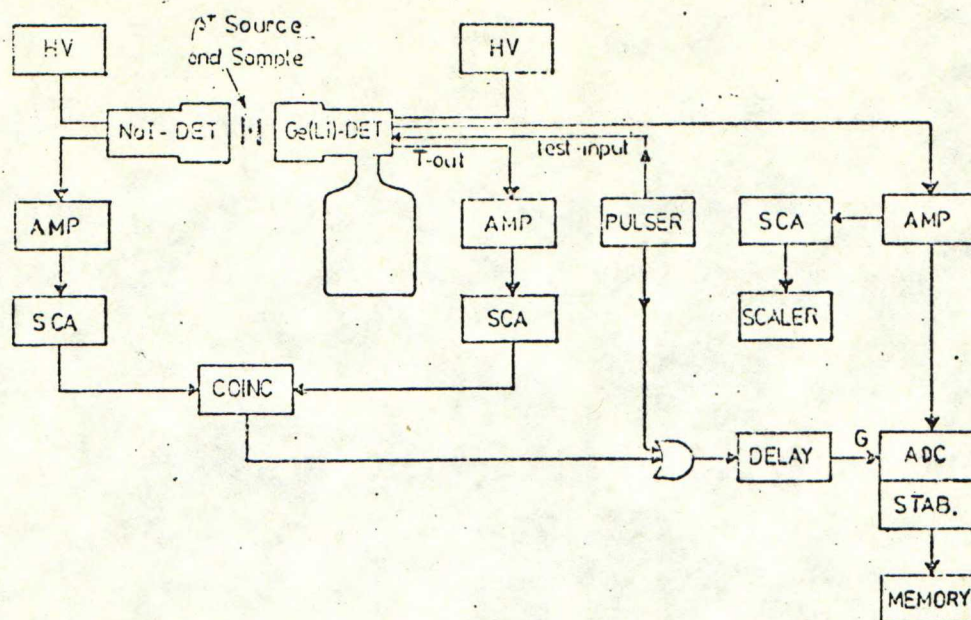 β+ Source
and Sample
HV
HV
NaI-DET
Ge(Li)-DET
test-input
T-out
AMP
AMP
PULSER
SCA
AMP
SCA
SCA
SCALER
COINC
DELAY
G
ADC
STAB.
MEMORY